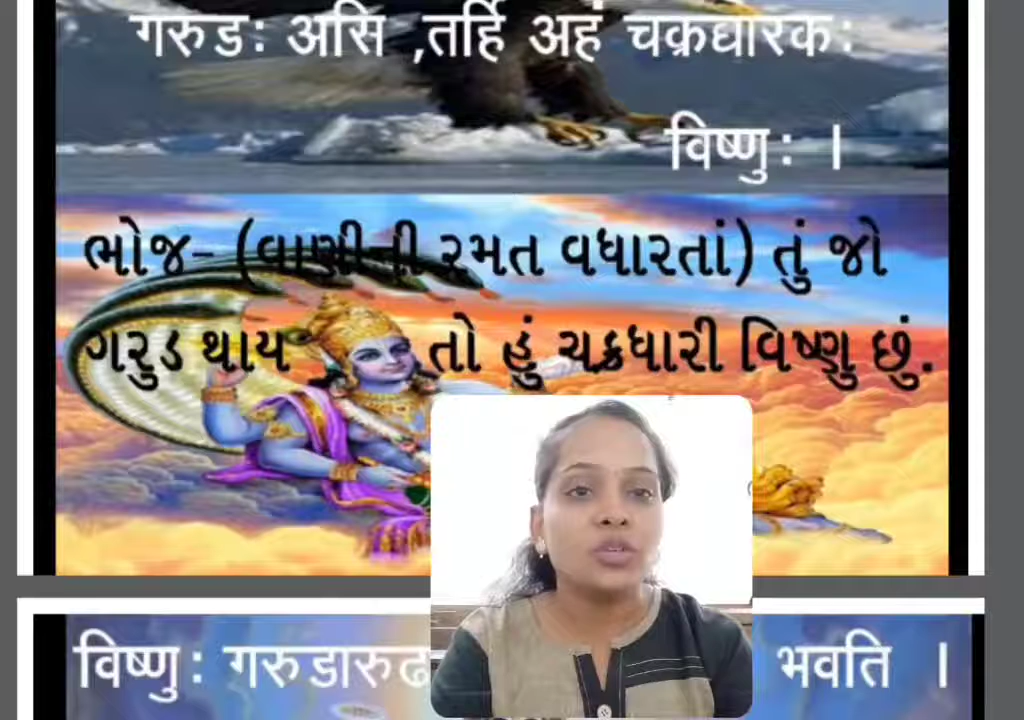 गरुडः असि ,तर्हि अहं चक्रधारकः
विष्णुः ।
ભોજ- (વાણીની રમત વધારતાં) તું જો
ગરુડ થાય તો હું ચક્રધારી વિષ્ણુ છું.
विष्णुः गरुडारुढ भवति ।